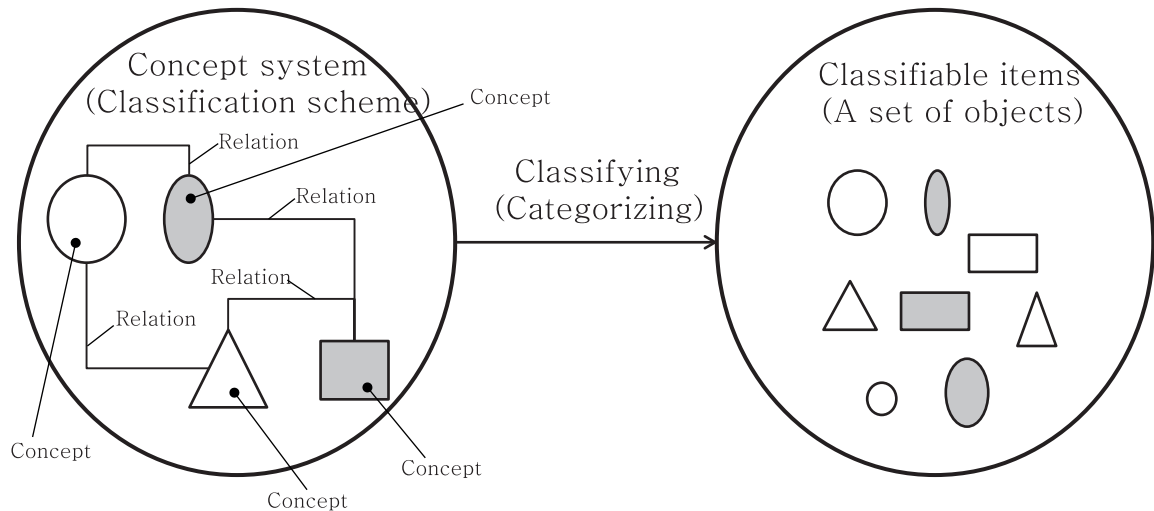 Concept system
(Classification scheme)
Concept
Relation
Relation
Relation
Relation
Concept
Concept
Concept
Classifying
(Categorizing)
Classifiable items
(A set of objects)